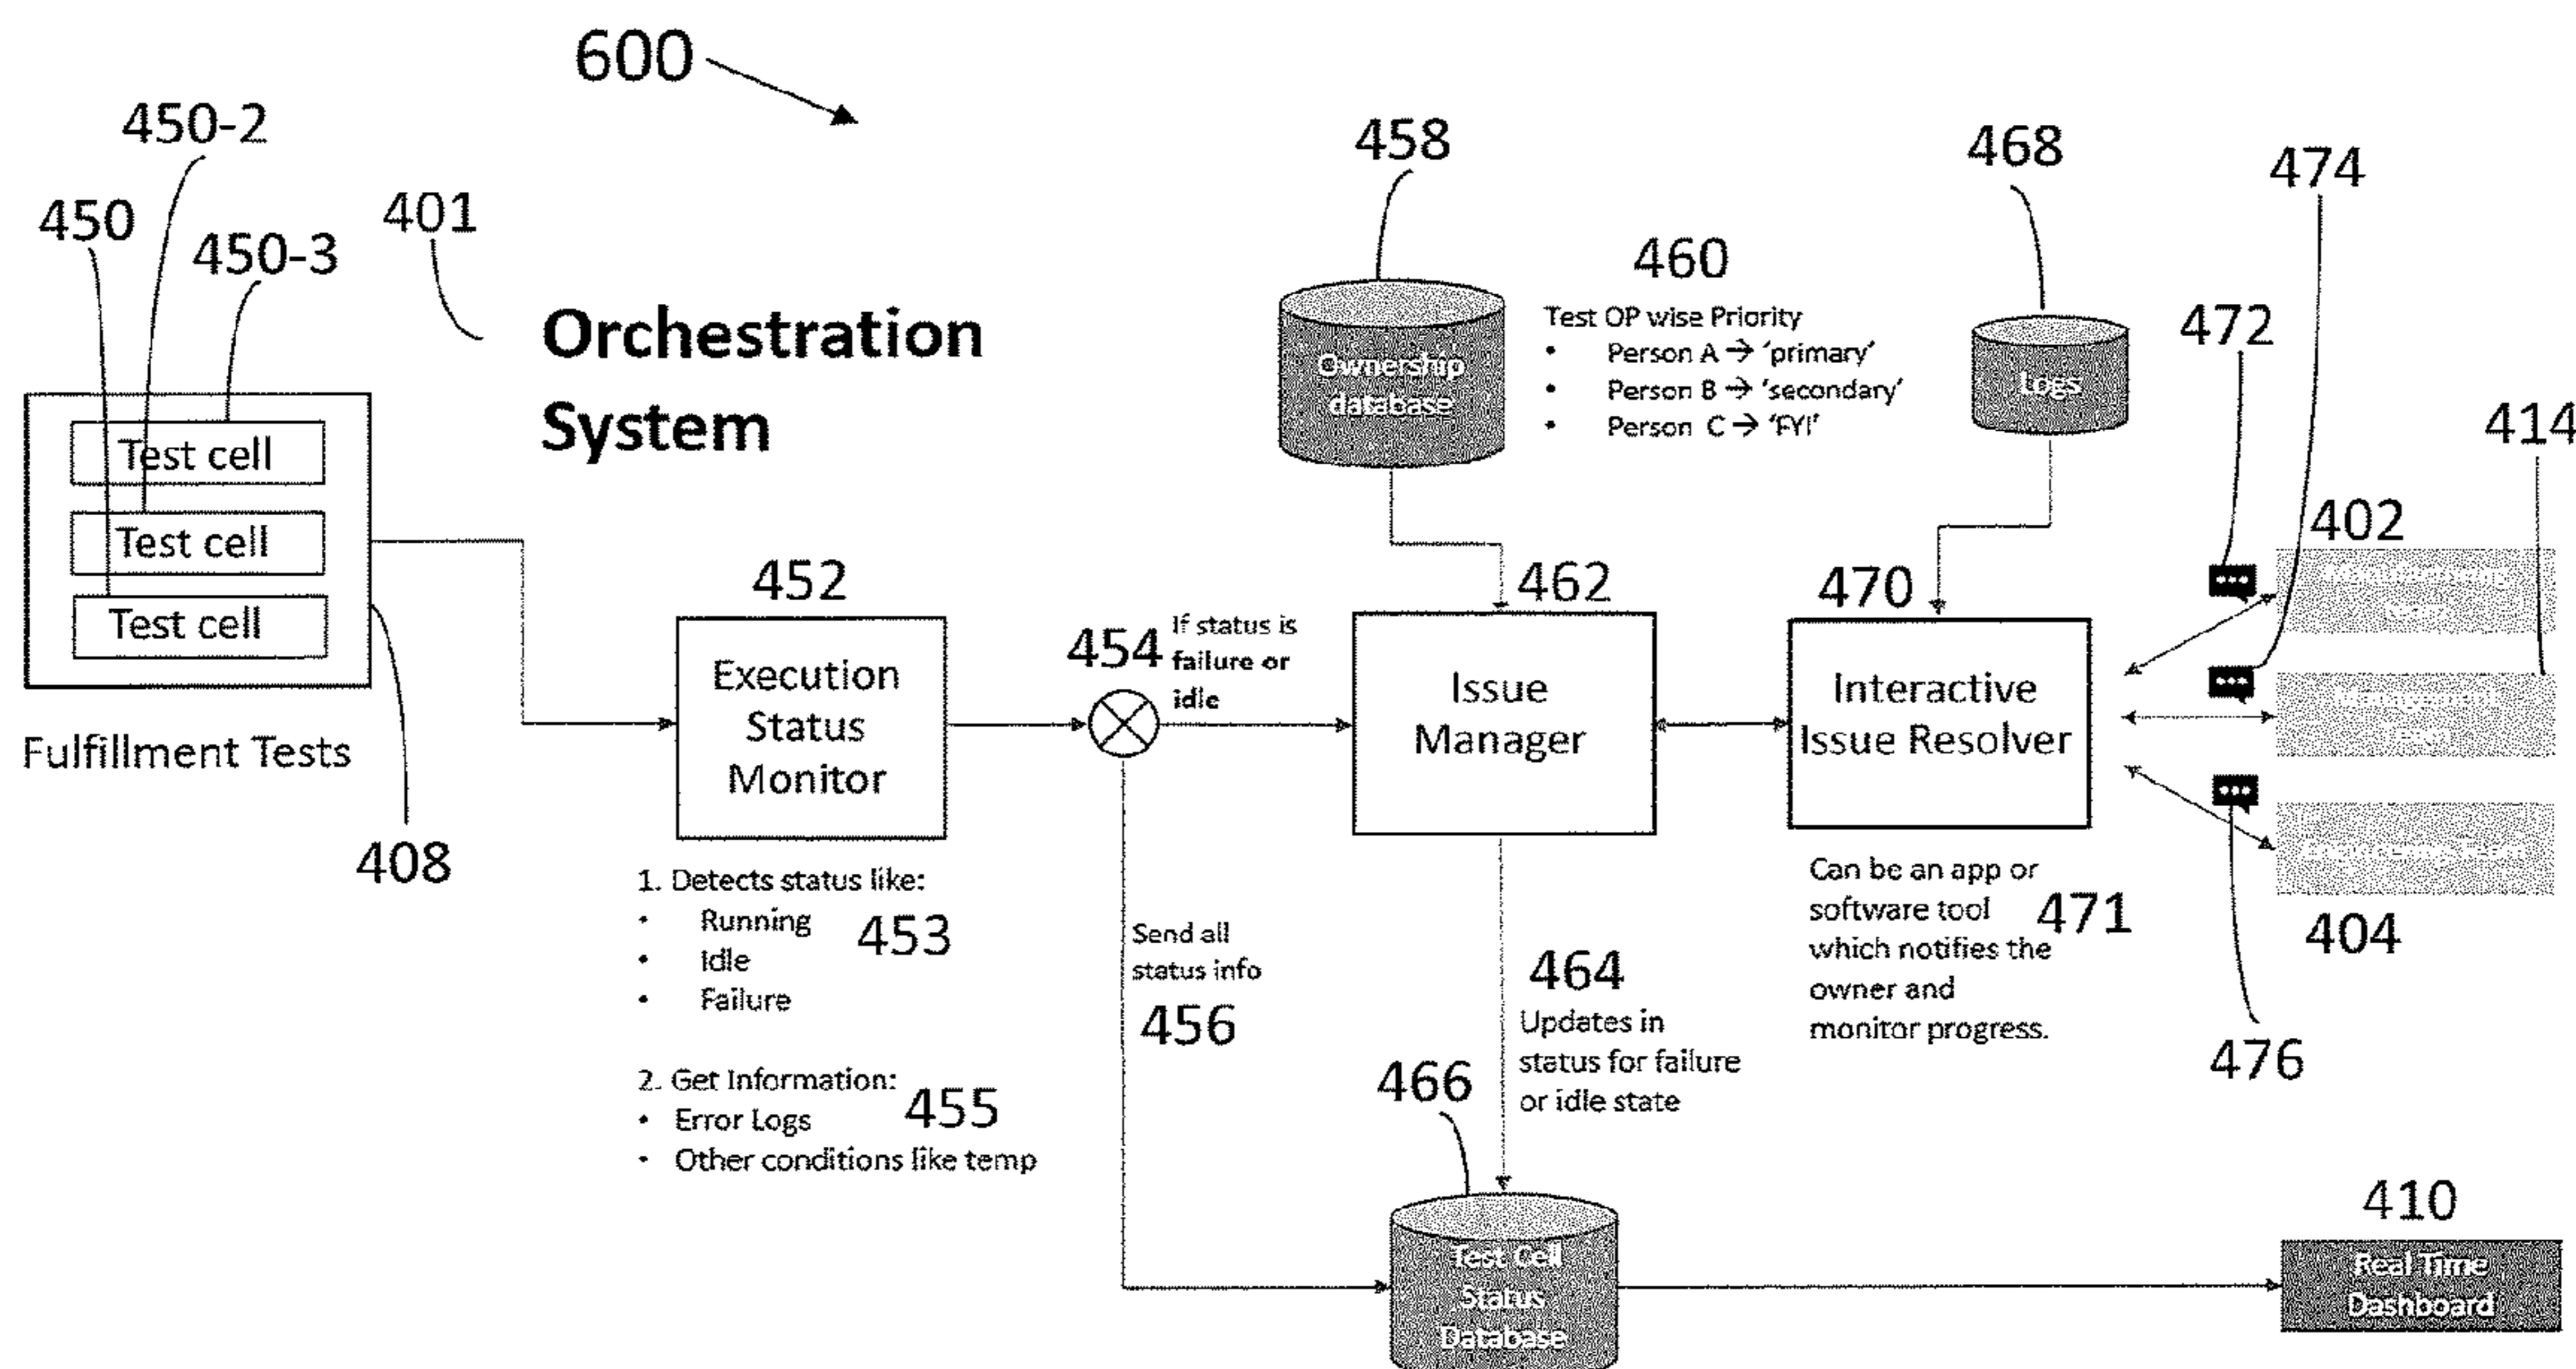 600
450-2
450
450-3
401
Orchestration
System
Test cell
Test cell
Test cell
Fulfillment Tests
408
452
Execution
Status
Monitor
1. Detects status like:
• Running
• Idle
• Failure
453
2. Get Information:
• Error Logs
• Other conditions like temp
455
454
If status is
failure or
idle
Send all
status info
456
458
Ownership
database
460
Test OP wise Priority
• Person A → 'primary'
• Person B → 'secondary'
• Person C → 'FYI'
462
Issue
Manager
464
Updates in
status for failure
or idle state
466
Test Cell
Status
Database
468
Logs
470
Interactive
Issue Resolver
Can be an app or
software tool
which notifies the
owner and
monitor progress.
471
472
474
414
402
Management
404
476
410
Real Time
Dashboard